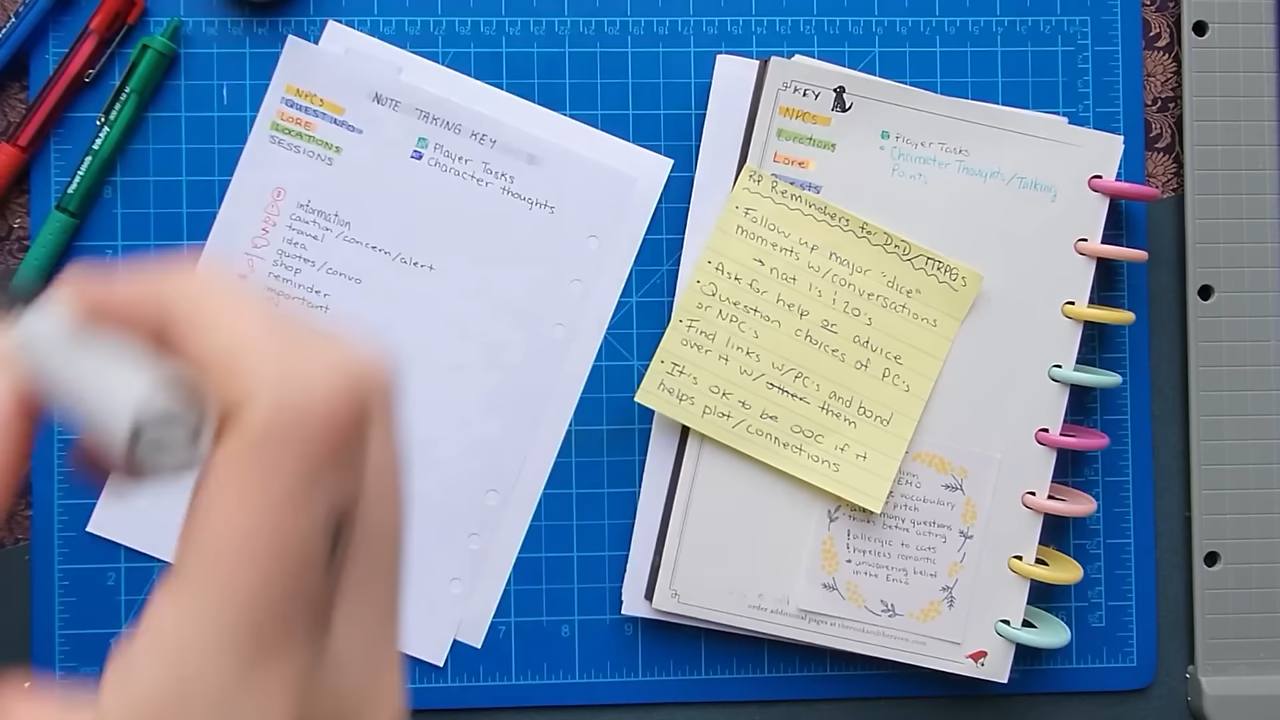 NOTE TAKING KEY
NPCs
QUEST INFO
LORE
LOCATIONS
SESSIONS
Player Tasks
character thoughts
information
caution/concern/alert
travel
idea
quotes/convo
shop
reminder
important
KEY
NPCs
Locations
Lore
Player Tasks
Character Thoughts/Talking
Points
RP Reminders for DnD/TTRPGs
• Follow up major "dice"
moments w/conversations
→ nat 1's & 20's
• Ask for help or advice
• Question choices of PC's
or NPC's
• Find links w/PC's and bond
over it w/ other them
• It's OK to be OOC if it
helps plot/connections
vocabulary
pitch
many questions
thinks before acting
allergic to cats
hopeless romantic
unwavering belief
in the
order additional pages at therookandtheraven.com